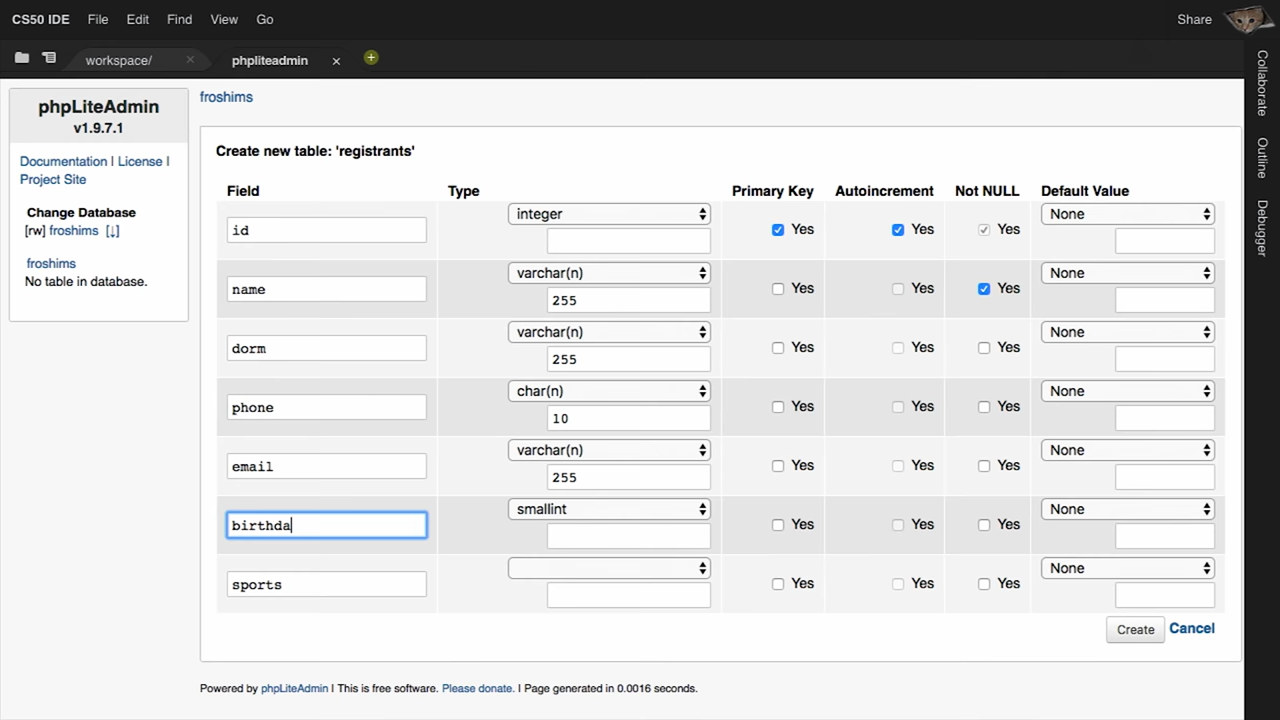 CS50 IDE File Edit Find View Go Share
workspace/ × phpliteadmin × +
Collaborate
Outline
Debugger
phpLiteAdmin
v1.9.7.1
Documentation | License |
Project Site
Change Database
[rw] froshims [↓]
froshims
No table in database.
froshims
Create new table: 'registrants'
Field Type Primary Key Autoincrement Not NULL Default Value
id integer Yes Yes Yes None
name varchar(n) 255 Yes Yes Yes None
dorm varchar(n) 255 Yes Yes Yes None
phone char(n) 10 Yes Yes Yes None
email varchar(n) 255 Yes Yes Yes None
birthda smallint Yes Yes Yes None
sports Yes Yes Yes None
Create Cancel
Powered by phpLiteAdmin | This is free software. Please donate. | Page generated in 0.0016 seconds.